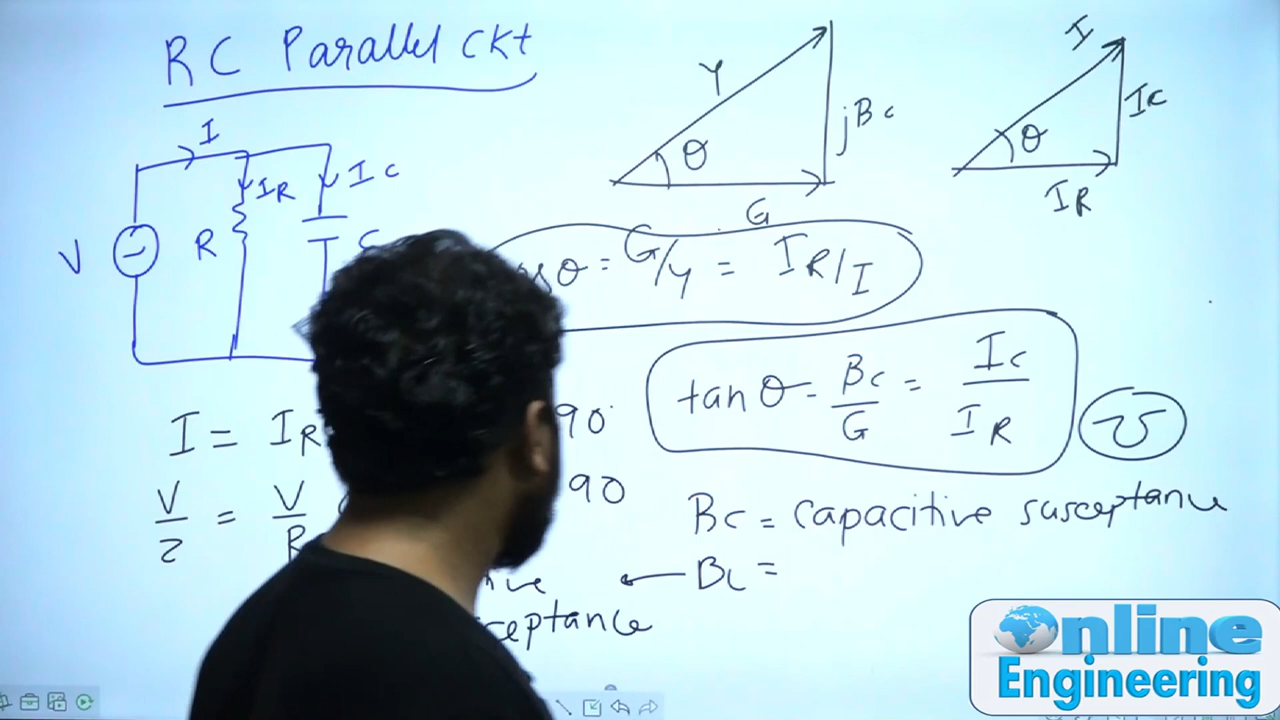 RC Parallel ckt
I
IR
Ic
V
R
C
Y
θ
jBc
G
I
θ
Ic
IR
θ = G/Y = IR/I
tan θ = Bc/G = Ic/IR
I = IR 90
V/2 = V/R 90
Bc = capacitive susceptance
BL =
Online
Engineering